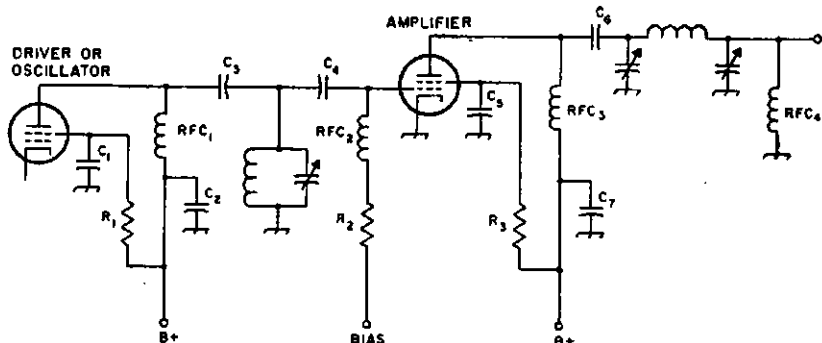 DRIVER OR
OSCILLATOR
AMPLIFIER
C6
C3
C4
RFC1
RFC2
C5
RFC3
RFC4
C1
C2
R1
R2
R3
C7
B+
BIAS
B+